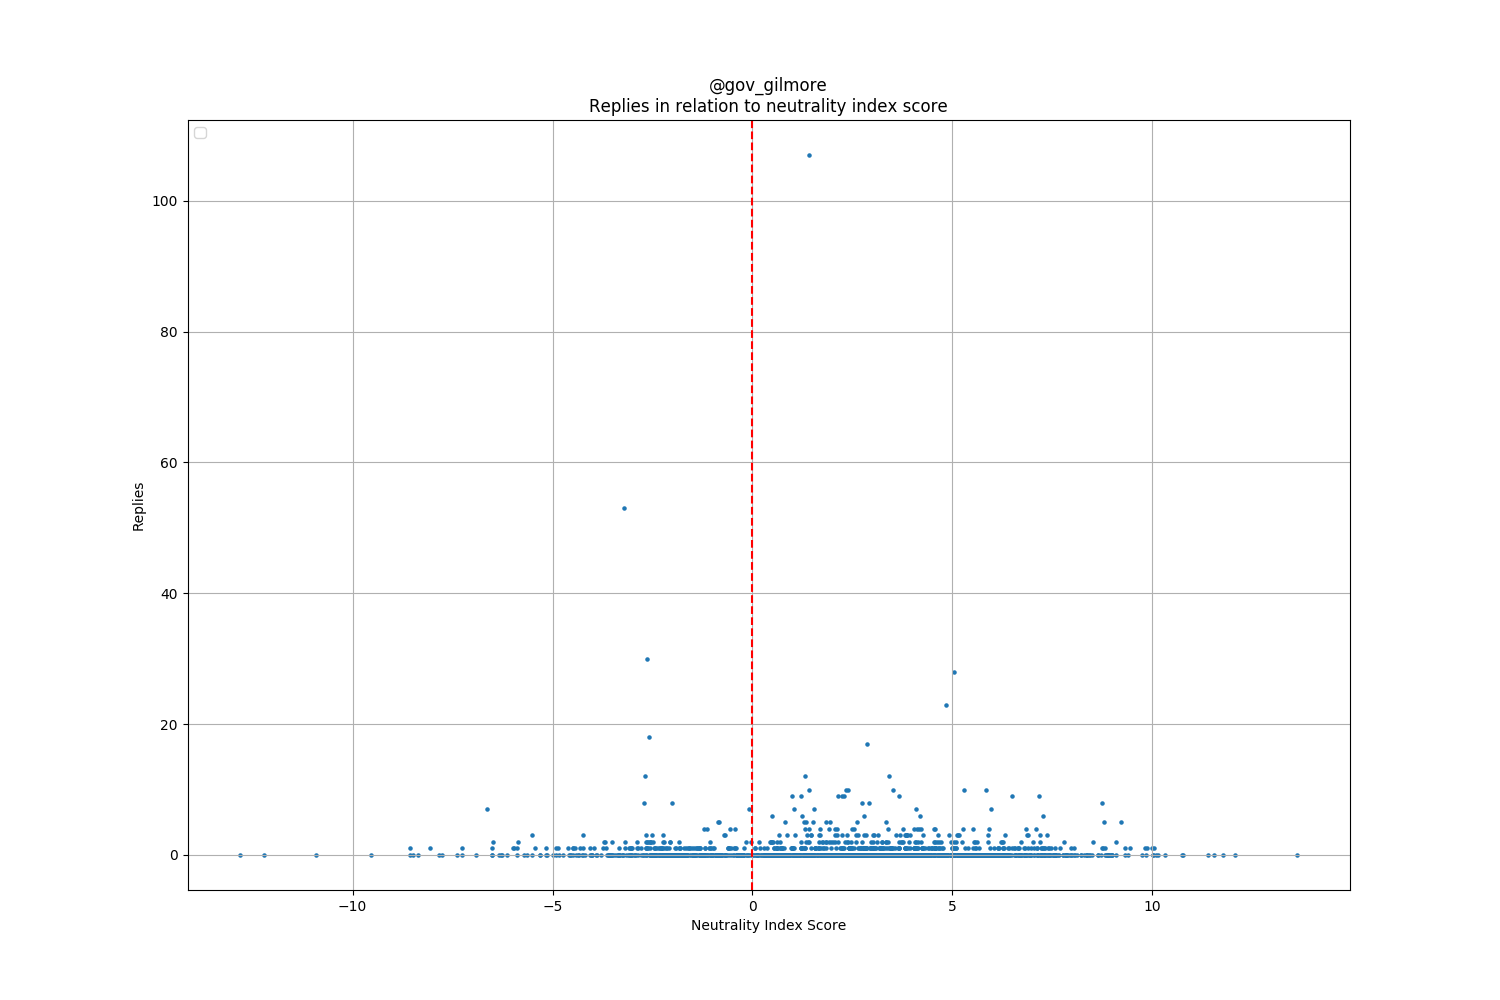 @gov_gilmore
Replies in relation to neutrality index score
100
80
60
40
20
0
Replies
−10
−5
0
5
10
Neutrality Index Score